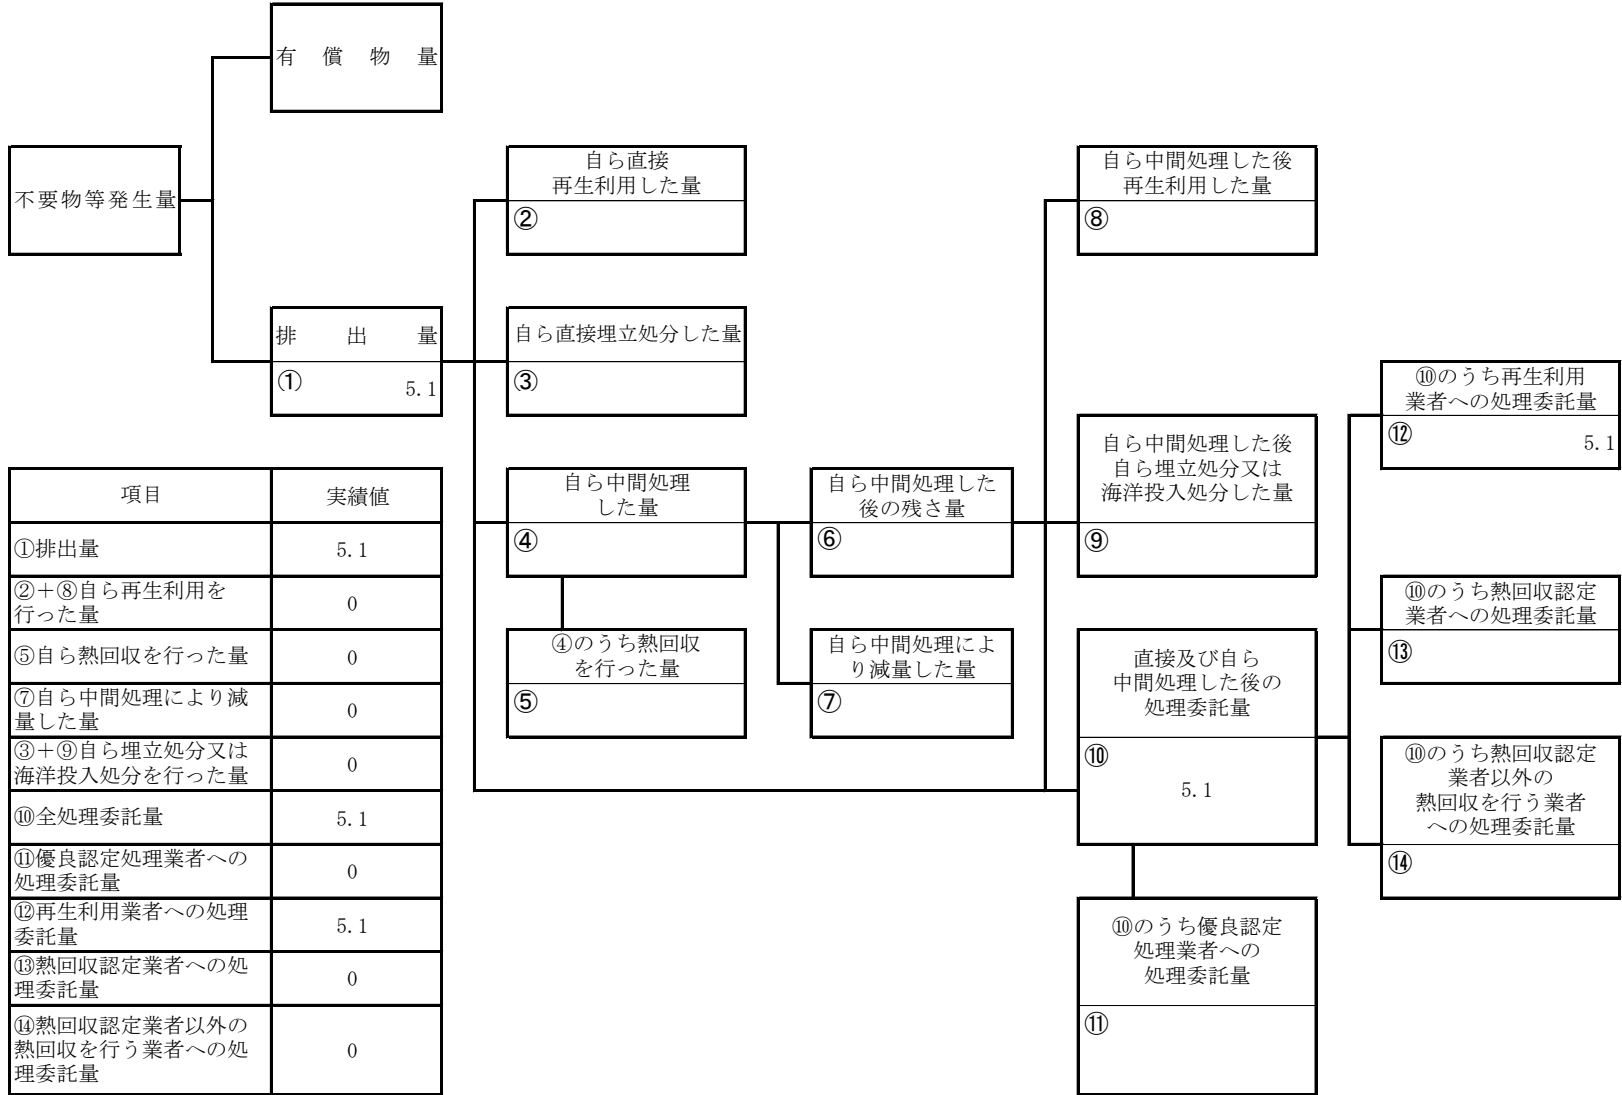 有償物量
不要物等発生量
自ら直接
再生利用した量
②
自ら中間処理した後
再生利用した量
⑧
排出量
① 5.1
自ら直接埋立処分した量
③
⑩のうち再生利用
業者への処理委託量
⑫ 5.1
自ら中間処理
した量
④
自ら中間処理した
後の残さ量
⑥
自ら中間処理した後
自ら埋立処分又は
海洋投入処分した量
⑨
⑩のうち熱回収認定
業者への処理委託量
⑬
④のうち熱回収
を行った量
⑤
自ら中間処理によ
り減量した量
⑦
直接及び自ら
中間処理した後の
処理委託量
⑩
5.1
⑩のうち熱回収認定
業者以外の
熱回収を行う業者
への処理委託量
⑭
⑩のうち優良認定
処理業者への
処理委託量
⑪
項目 実績値
①排出量 5.1
②＋⑧自ら再生利用を
行った量 0
⑤自ら熱回収を行った量 0
⑦自ら中間処理により減
量した量 0
③＋⑨自ら埋立処分又は
海洋投入処分を行った量 0
⑩全処理委託量 5.1
⑪優良認定処理業者への
処理委託量 0
⑫再生利用業者への処理
委託量 5.1
⑬熱回収認定業者への処
理委託量 0
⑭熱回収認定業者以外の
熱回収を行う業者への処
理委託量 0